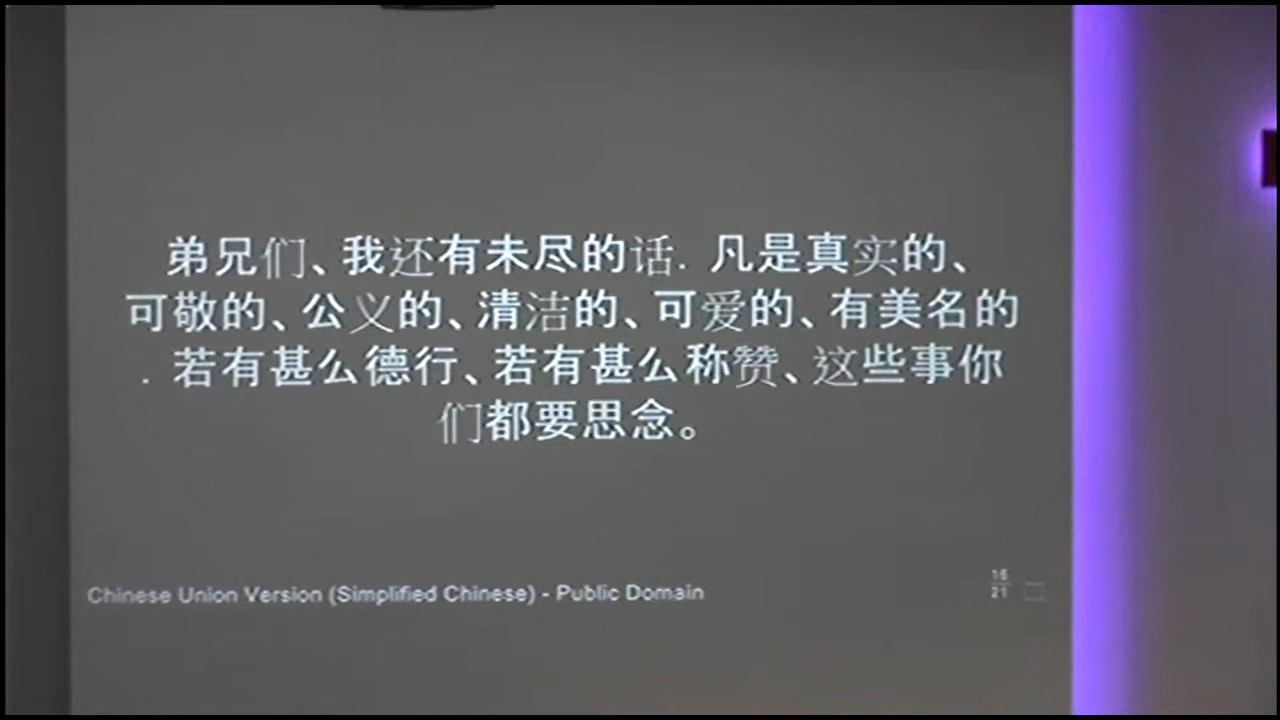 弟兄们、我还有未尽的话. 凡是真实的、
可敬的、公义的、清洁的、可爱的、有美名的
. 若有甚么德行、若有甚么称赞、这些事你
们都要思念。
Chinese Union Version (Simplified Chinese) - Public Domain
16
21